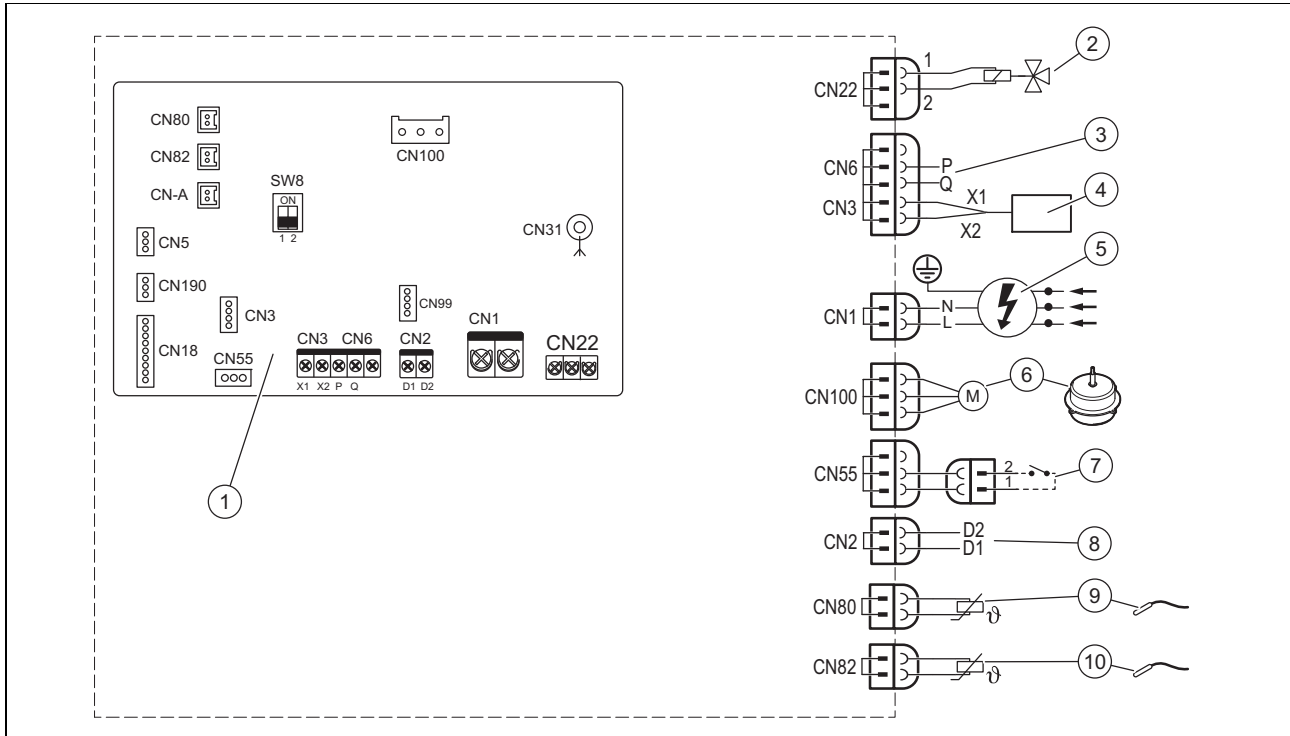 CN80
CN82
CN-A
CN5
CN190
CN18
CN3
CN55
SW8
ON
1 2
CN100
CN31
CN99
CN3 CN6
X1 X2 P Q
CN2
D1 D2
CN1
CN22
1
CN22
1
2
2
CN6
P
Q
3
CN3
X1
X2
4
CN1
N
L
5
CN100
M
6
CN55
2
1
7
CN2
D2
D1
8
CN80
ϑ
9
CN82
ϑ
10